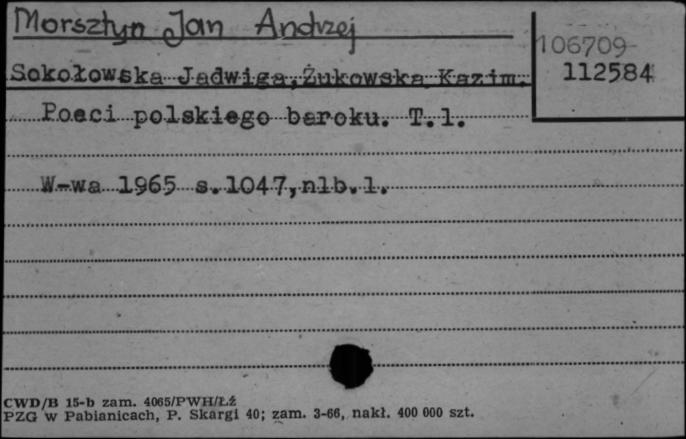 Morsztyn Jan Andrzej
106709
Sokołowska Jadwiga, Żukowska Kazim.
112584
Poeci polskiego baroku. T.1.
W-wa 1965 s.1047,nlb.1.
CWD/B 15-b zam. 4065/PWH/Łź
PZG w Pabianicach, P. Skargi 40; zam. 3-66, nakł. 400 000 szt.